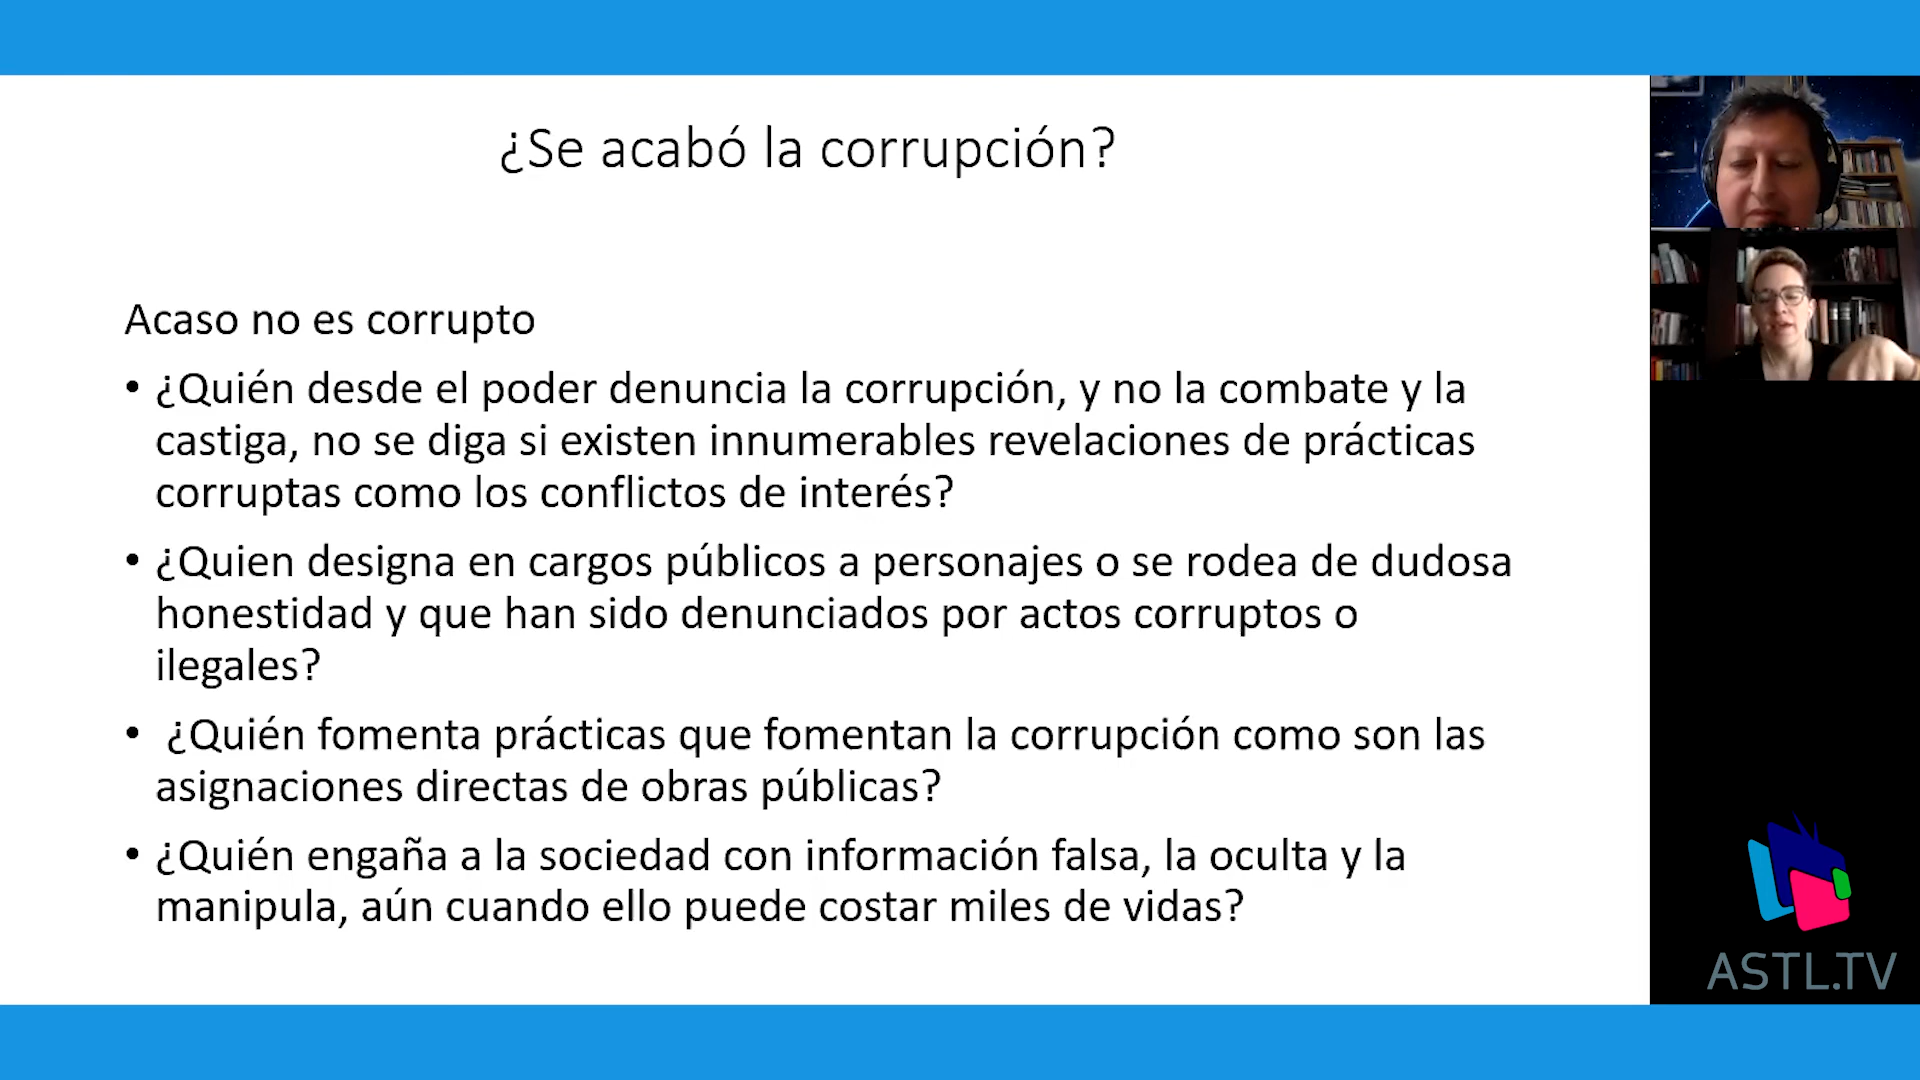 ¿Se acabó la corrupción?
Acaso no es corrupto
• ¿Quién desde el poder denuncia la corrupción, y no la combate y la
castiga, no se diga si existen innumerables revelaciones de prácticas
corruptas como los conflictos de interés?
• ¿Quien designa en cargos públicos a personajes o se rodea de dudosa
honestidad y que han sido denunciados por actos corruptos o
ilegales?
• ¿Quién fomenta prácticas que fomentan la corrupción como son las
asignaciones directas de obras públicas?
• ¿Quién engaña a la sociedad con información falsa, la oculta y la
manipula, aún cuando ello puede costar miles de vidas?
ASTL.TV